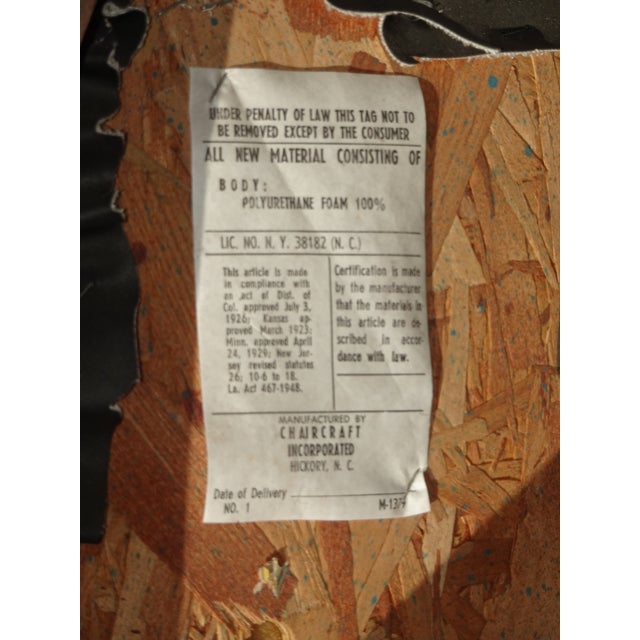 UNDER PENALTY OF LAW THIS TAG NOT TO
BE REMOVED EXCEPT BY THE CONSUMER
ALL NEW MATERIAL CONSISTING OF
BODY:
POLYURETHANE FOAM 100%
LIC. NO. N. Y. 38182 (N. C.)
This article is made
in compliance with
an act of Dist. of
Col. approved July 3,
1926; Kansas ap-
proved March 1923;
Minn. approved April
24, 1929; New Jer-
sey revised statutes
26; 10-6 to 18.
La. Act 467-1948.
Certification is made
by the manufacturer
that the materials in
this article are de-
scribed in accor-
dance with law.
MANUFACTURED BY
CHAIRCRAFT
INCORPORATED
HICKORY, N. C.
Date of Delivery
NO. 1